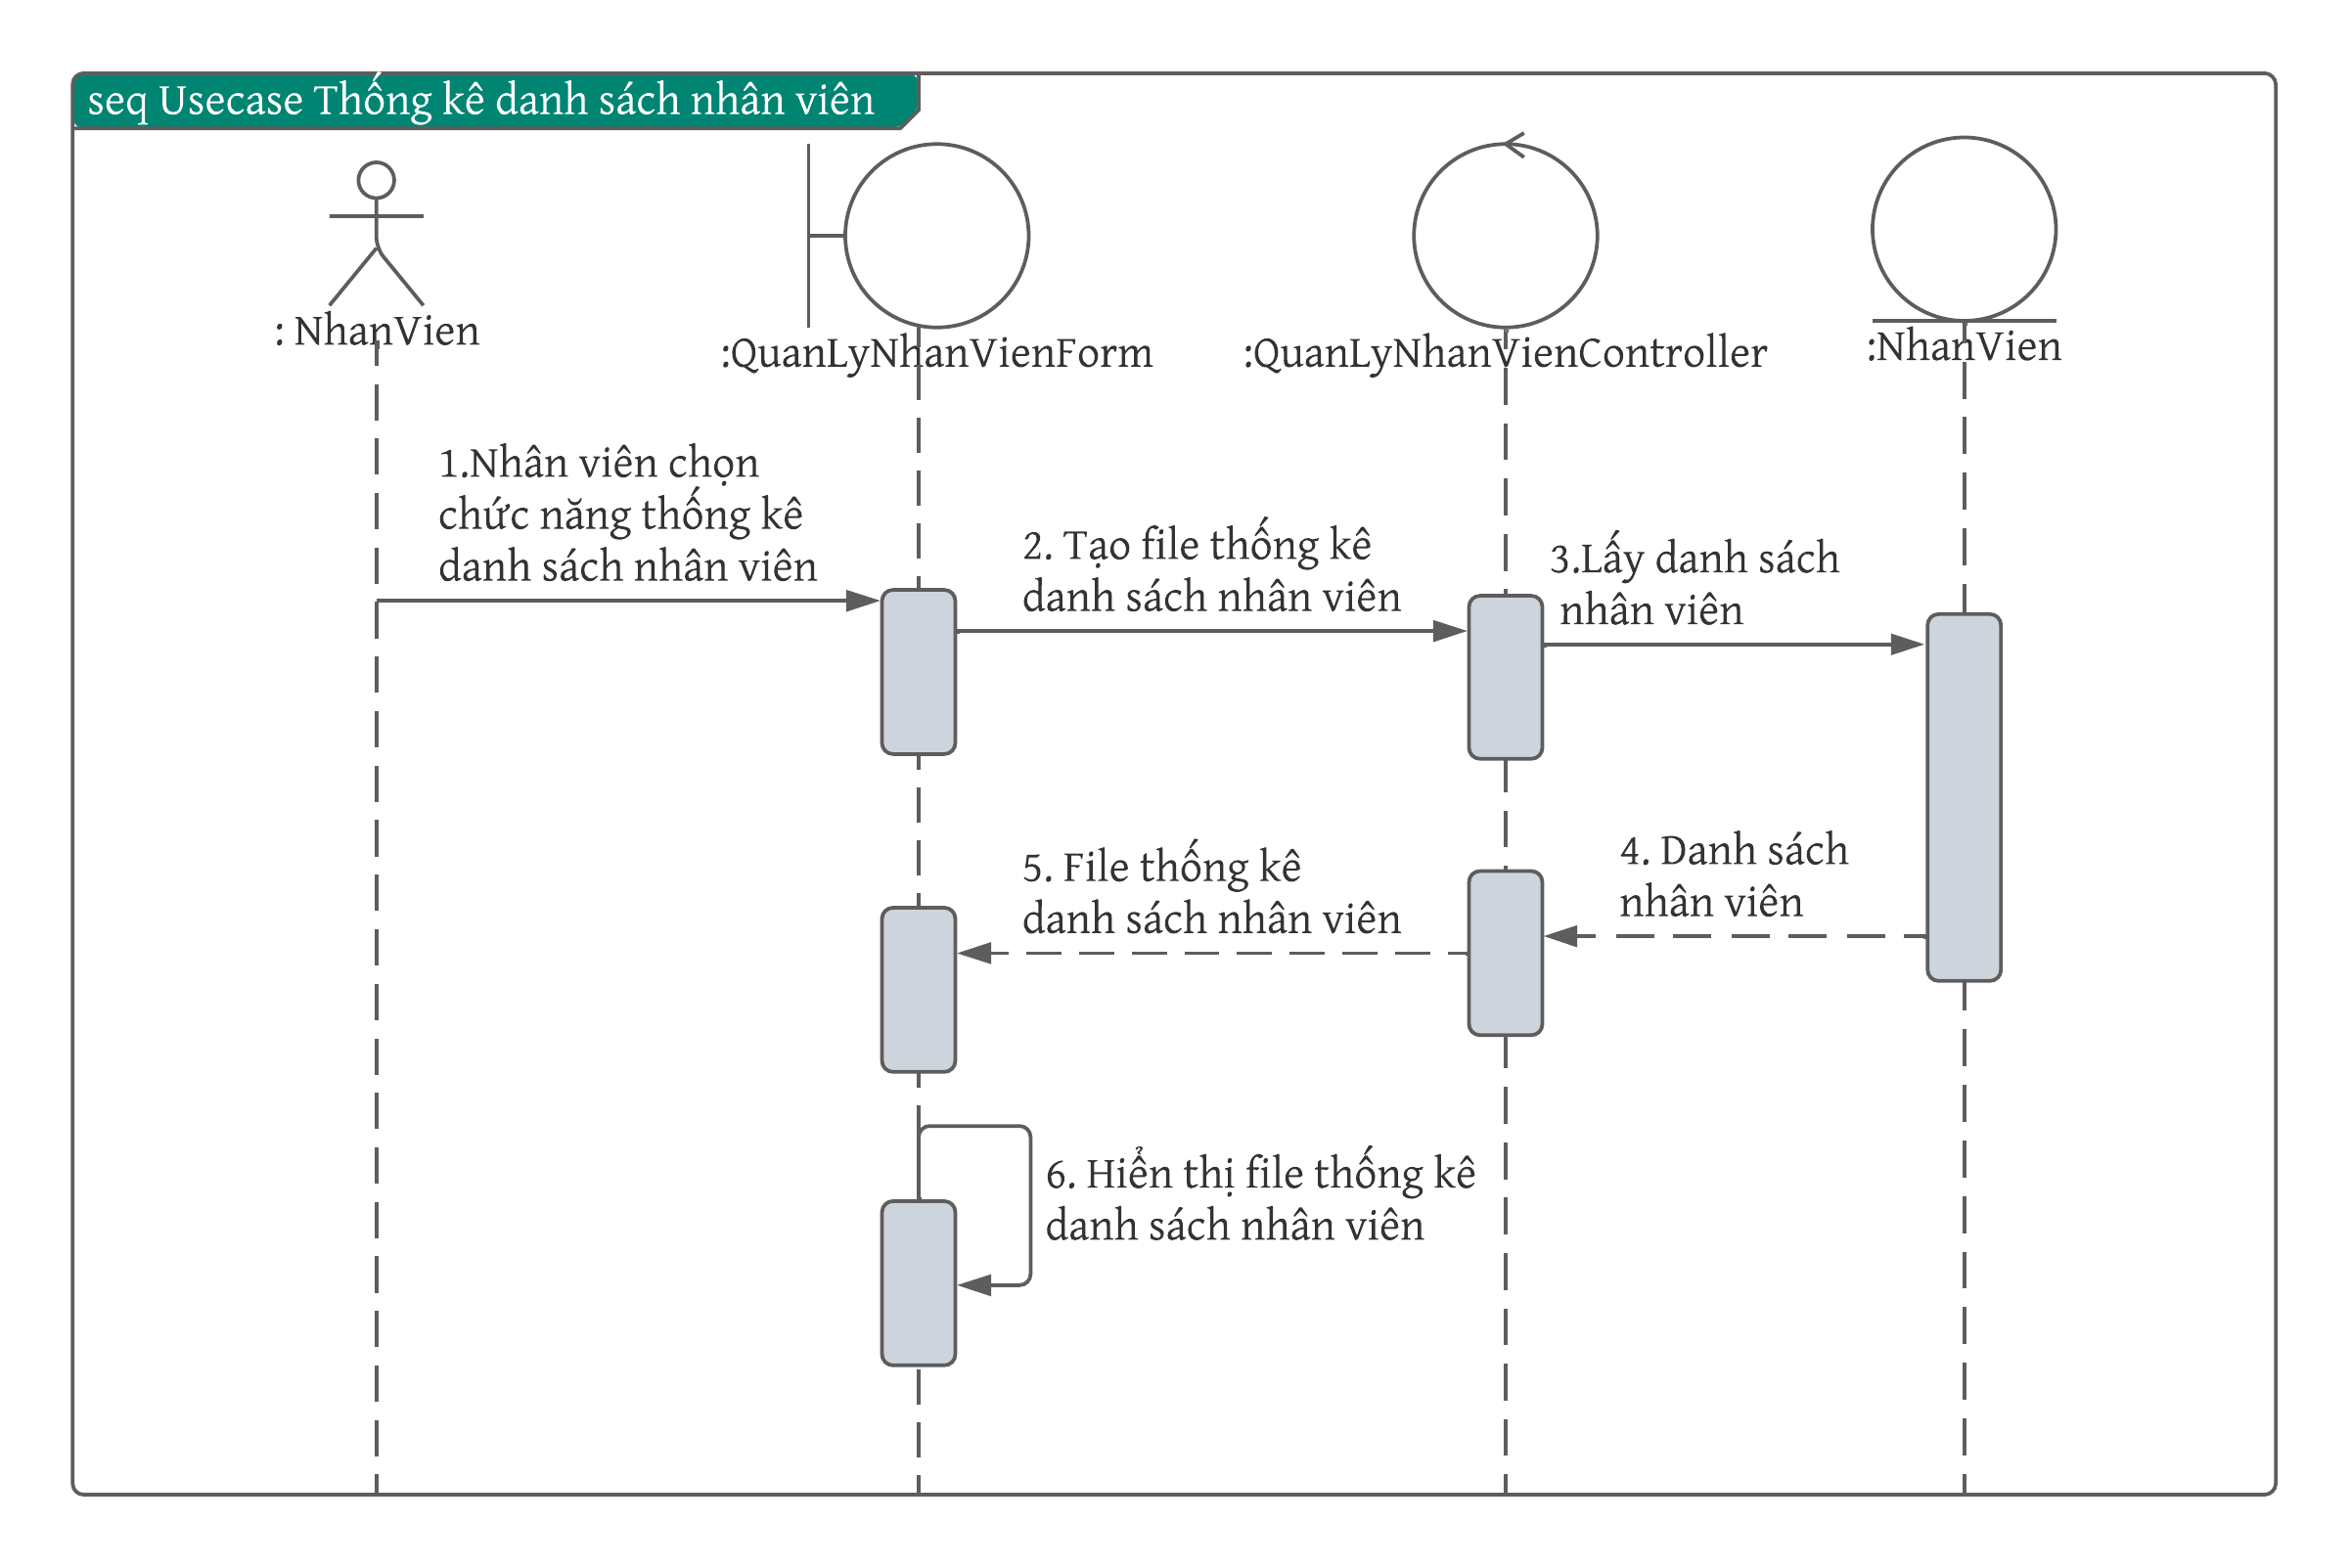 seq Usecase Thống kê danh sách nhân viên
: NhanVien
:QuanLyNhanVienForm
:QuanLyNhanVienController
:NhanVien
1.Nhân viên chọn
chức năng thống kê
danh sách nhân viên
2. Tạo file thống kê
danh sách nhân viên
3.Lấy danh sách
nhân viên
4. Danh sách
nhân viên
5. File thống kê
danh sách nhân viên
6. Hiển thị file thống kê
danh sách nhân viên